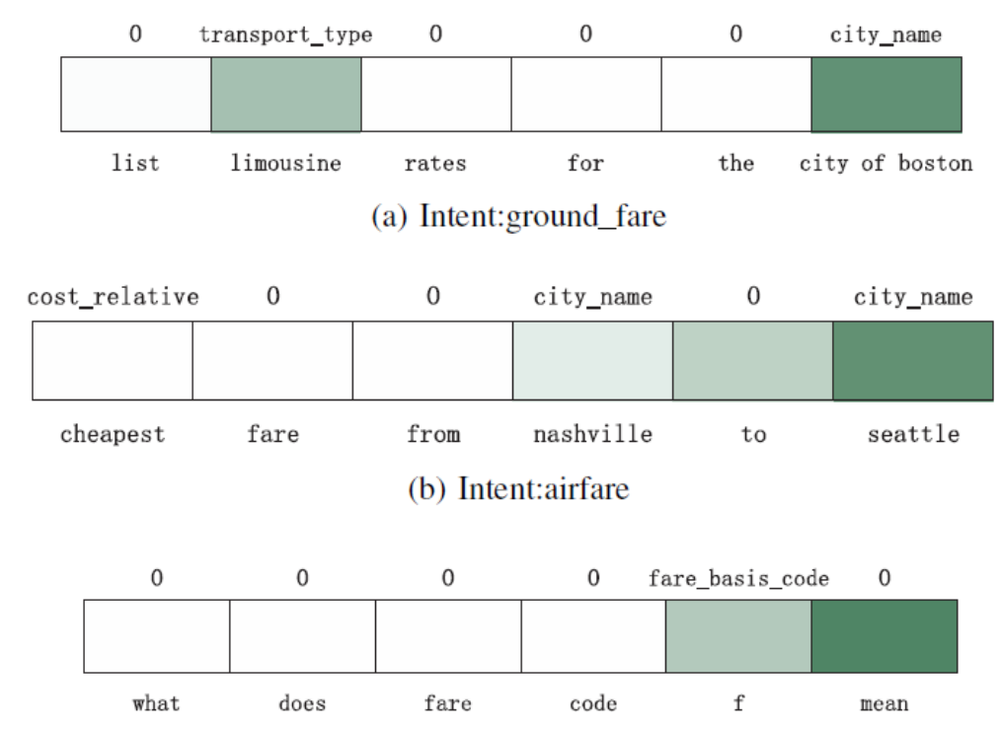 0 transport_type 0 0 0 city_name
list limousine rates for the city of boston
(a) Intent:ground_fare
cost_relative 0 0 city_name 0 city_name
cheapest fare from nashville to seattle
(b) Intent:airfare
0 0 0 0 fare_basis_code 0
what does fare code f mean